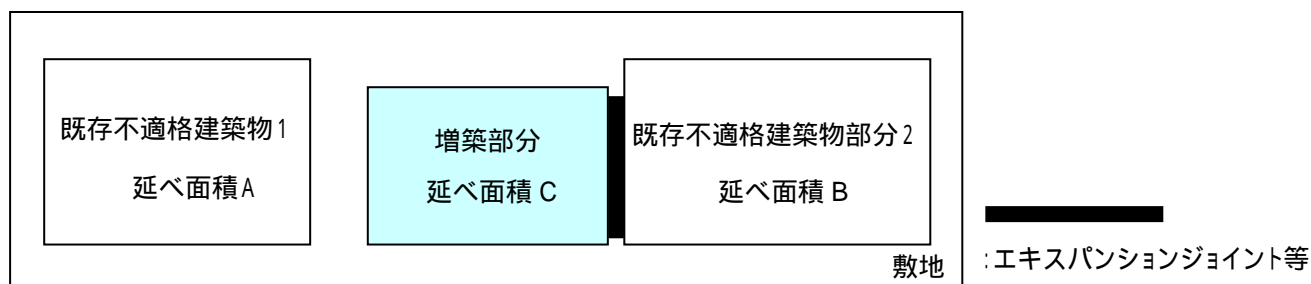 既存不適格建築物1
延べ面積A
増築部分
延べ面積 C
既存不適格建築物部分2
延べ面積 B
敷地
:エキスパンションジョイント等